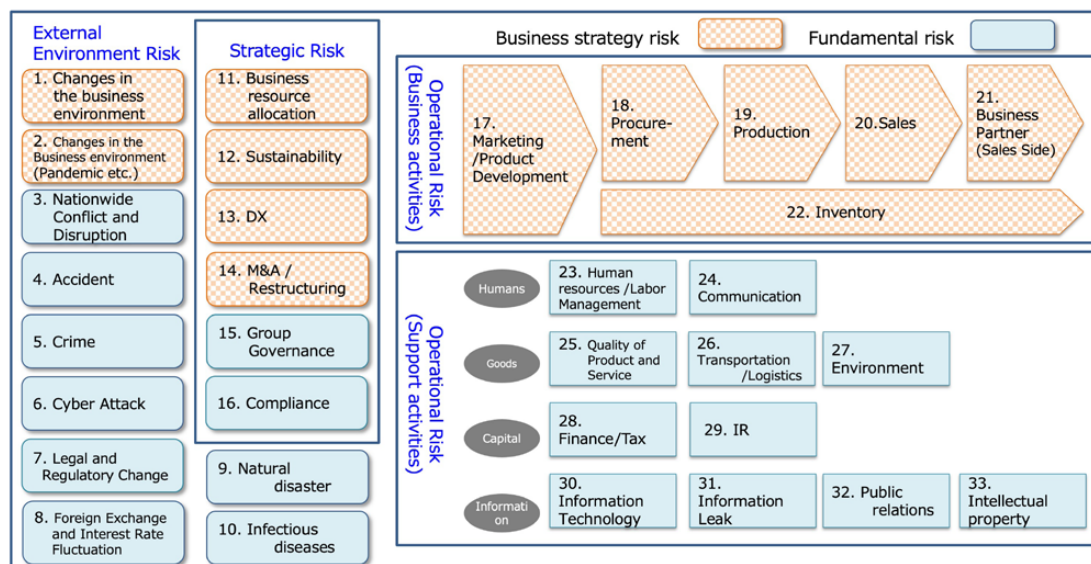 External
Environment Risk
1. Changes in
the business
environment
2. Changes in the
Business environment
(Pandemic etc.)
3. Nationwide
Conflict and
Disruption
4. Accident
5. Crime
6. Cyber Attack
7. Legal and
Regulatory Change
8. Foreign Exchange
and Interest Rate
Fluctuation
Strategic Risk
11. Business
resource
allocation
12. Sustainability
13. DX
14. M&A /
Restructuring
15. Group
Governance
16. Compliance
9. Natural
disaster
10. Infectious
diseases
Business strategy risk
Fundamental risk
Operational Risk
(Business activities)
17.
Marketing
/Product
Development
18.
Procure-
ment
19.
Production
20.Sales
21.
Business
Partner
(Sales Side)
22. Inventory
Operational Risk
(Support activities)
Humans
23. Human
resources /Labor
Management
24.
Communication
Goods
25. Quality of
Product and
Service
26.
Transportation
/Logistics
27.
Environment
Capital
28.
Finance/Tax
29. IR
Informati
on
30.
Information
Technology
31.
Information
Leak
32. Public
relations
33.
Intellectual
property